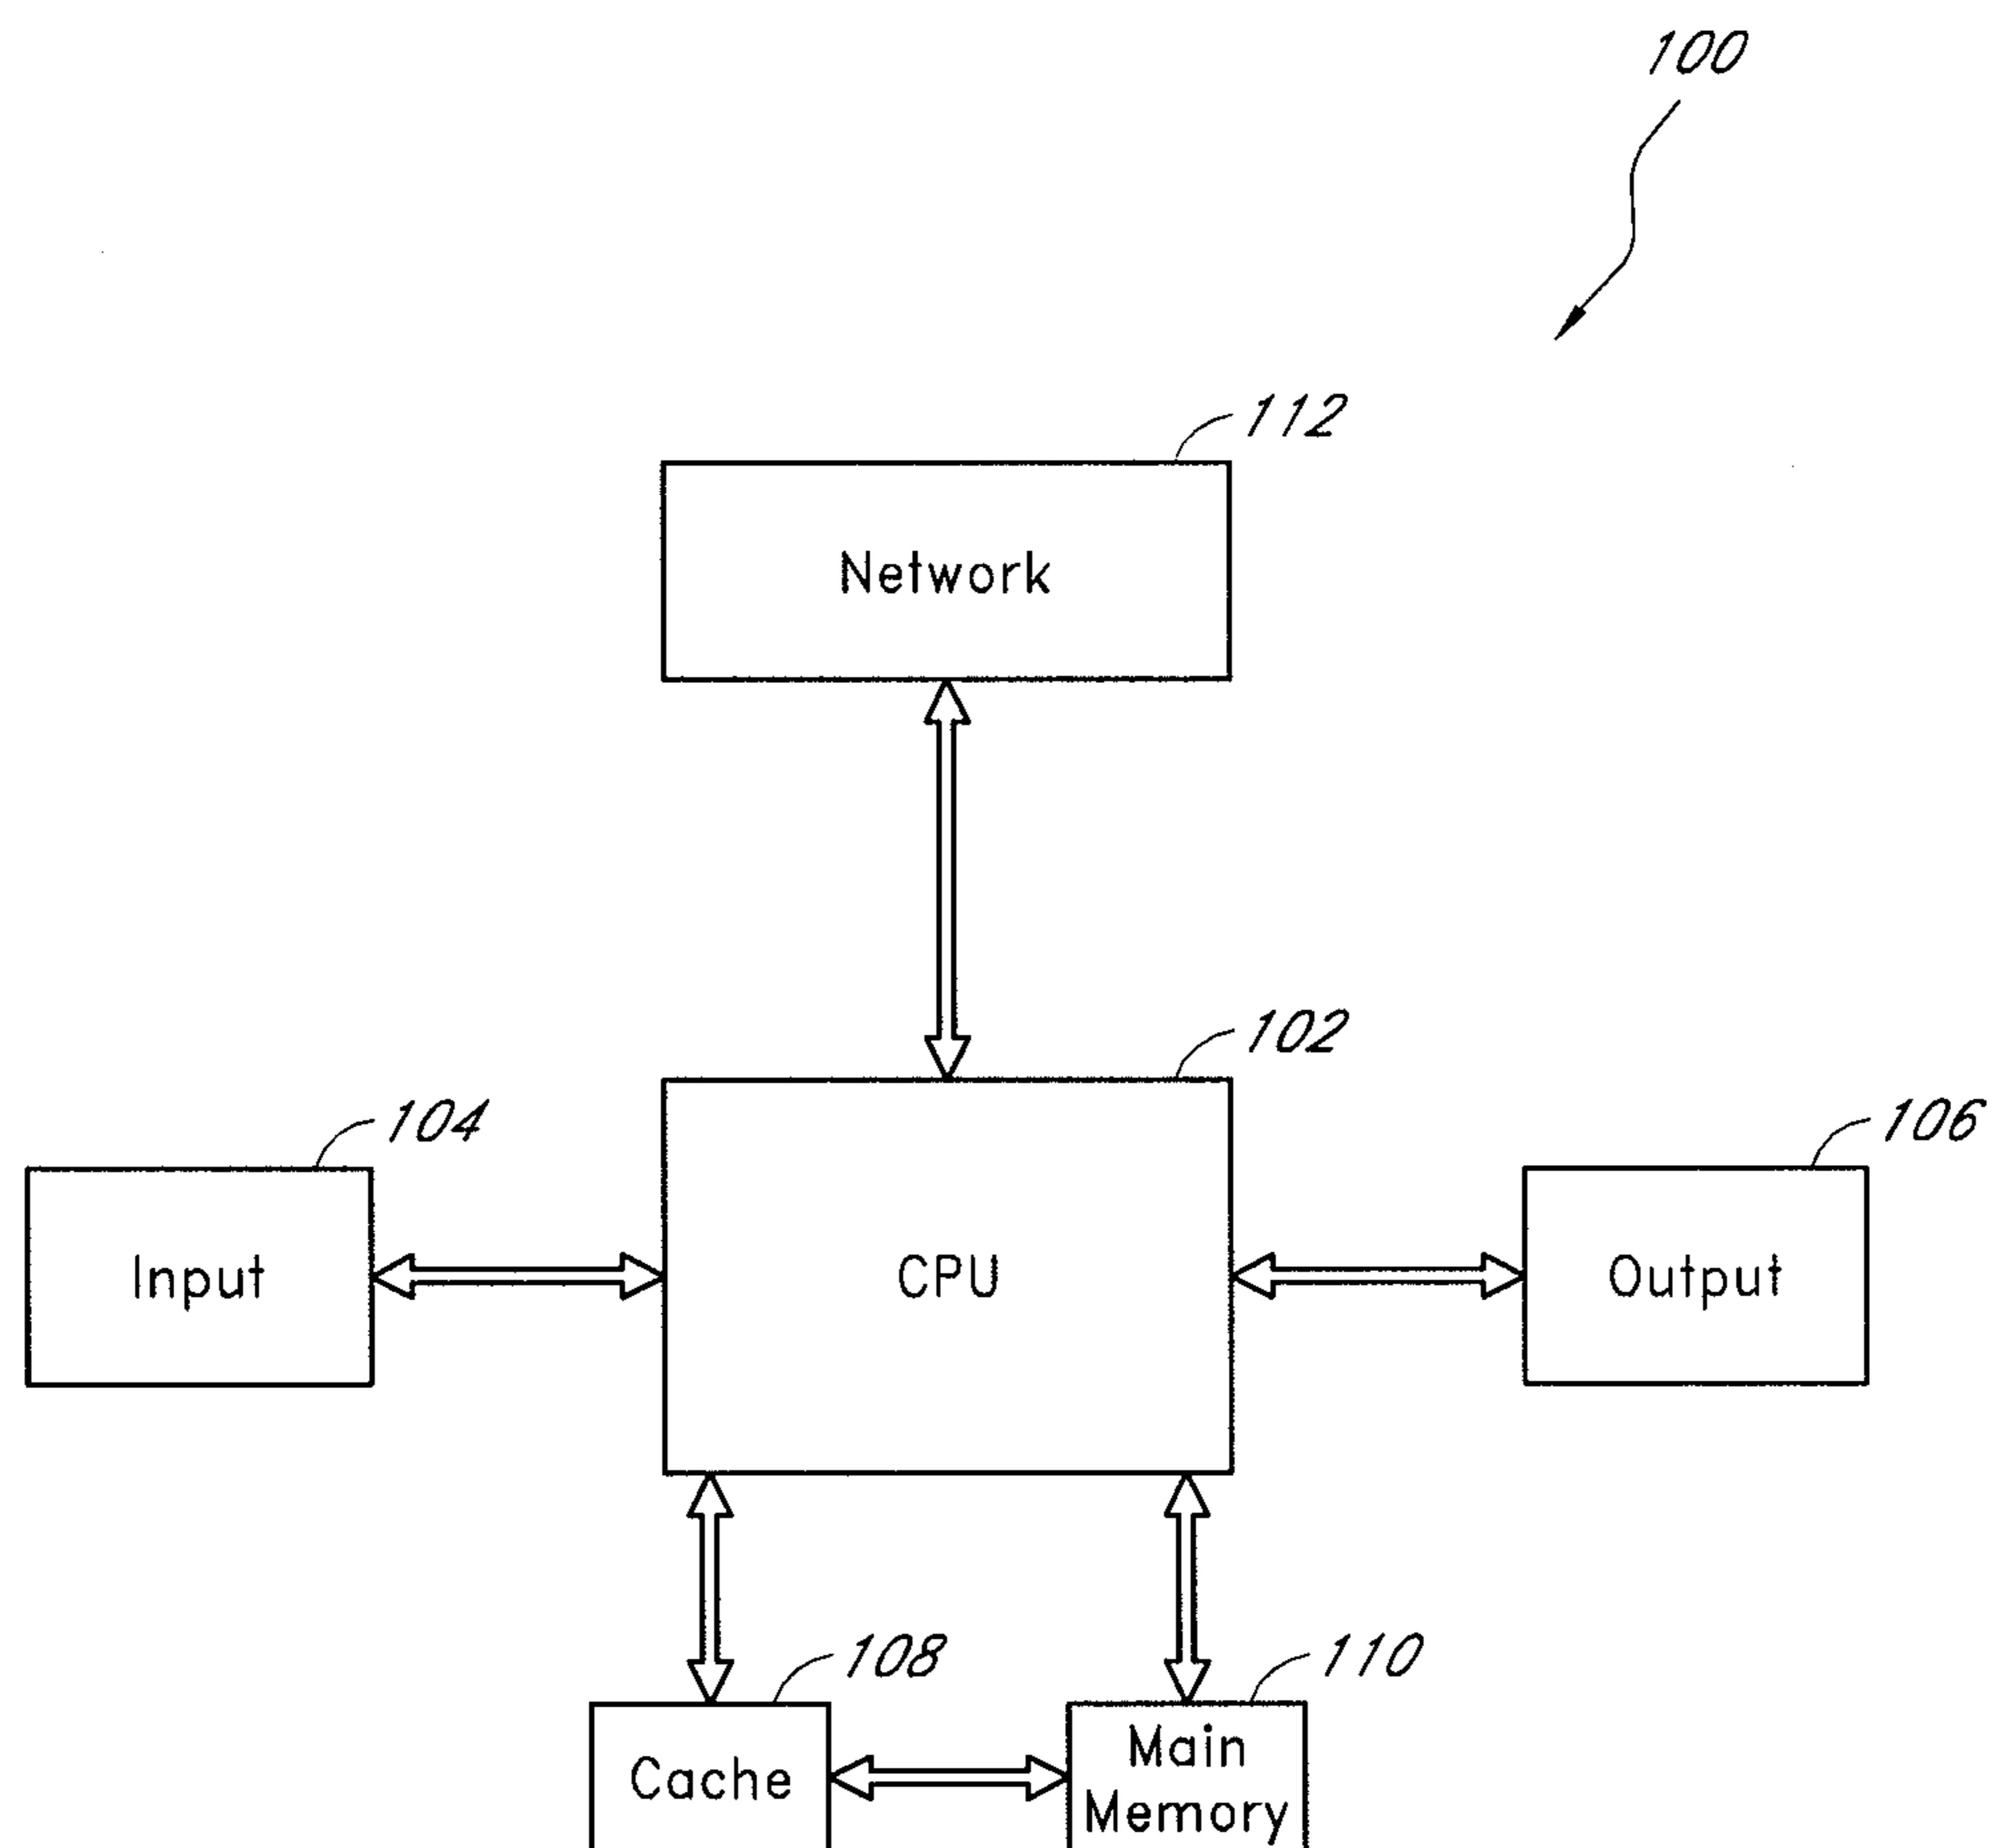 100
112
Network
102
104
106
Input
CPU
Output
108
110
Cache
Main
Memory